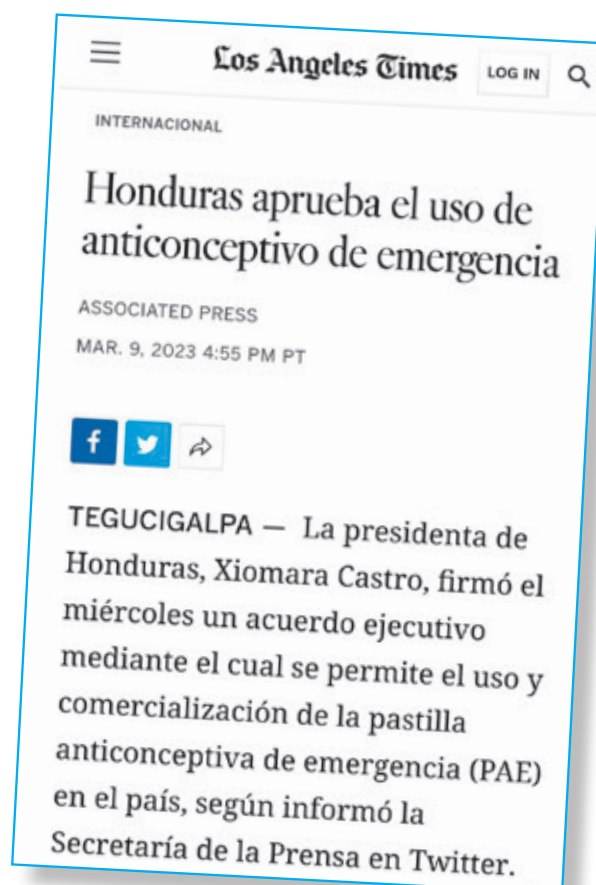 Los Angeles Times LOG IN
INTERNACIONAL
Honduras aprueba el uso de
anticonceptivo de emergencia
ASSOCIATED PRESS
MAR. 9, 2023 4:55 PM PT
TEGUCIGALPA — La presidenta de
Honduras, Xiomara Castro, firmó el
miércoles un acuerdo ejecutivo
mediante el cual se permite el uso y
comercialización de la pastilla
anticonceptiva de emergencia (PAE)
en el país, según informó la
Secretaría de la Prensa en Twitter.